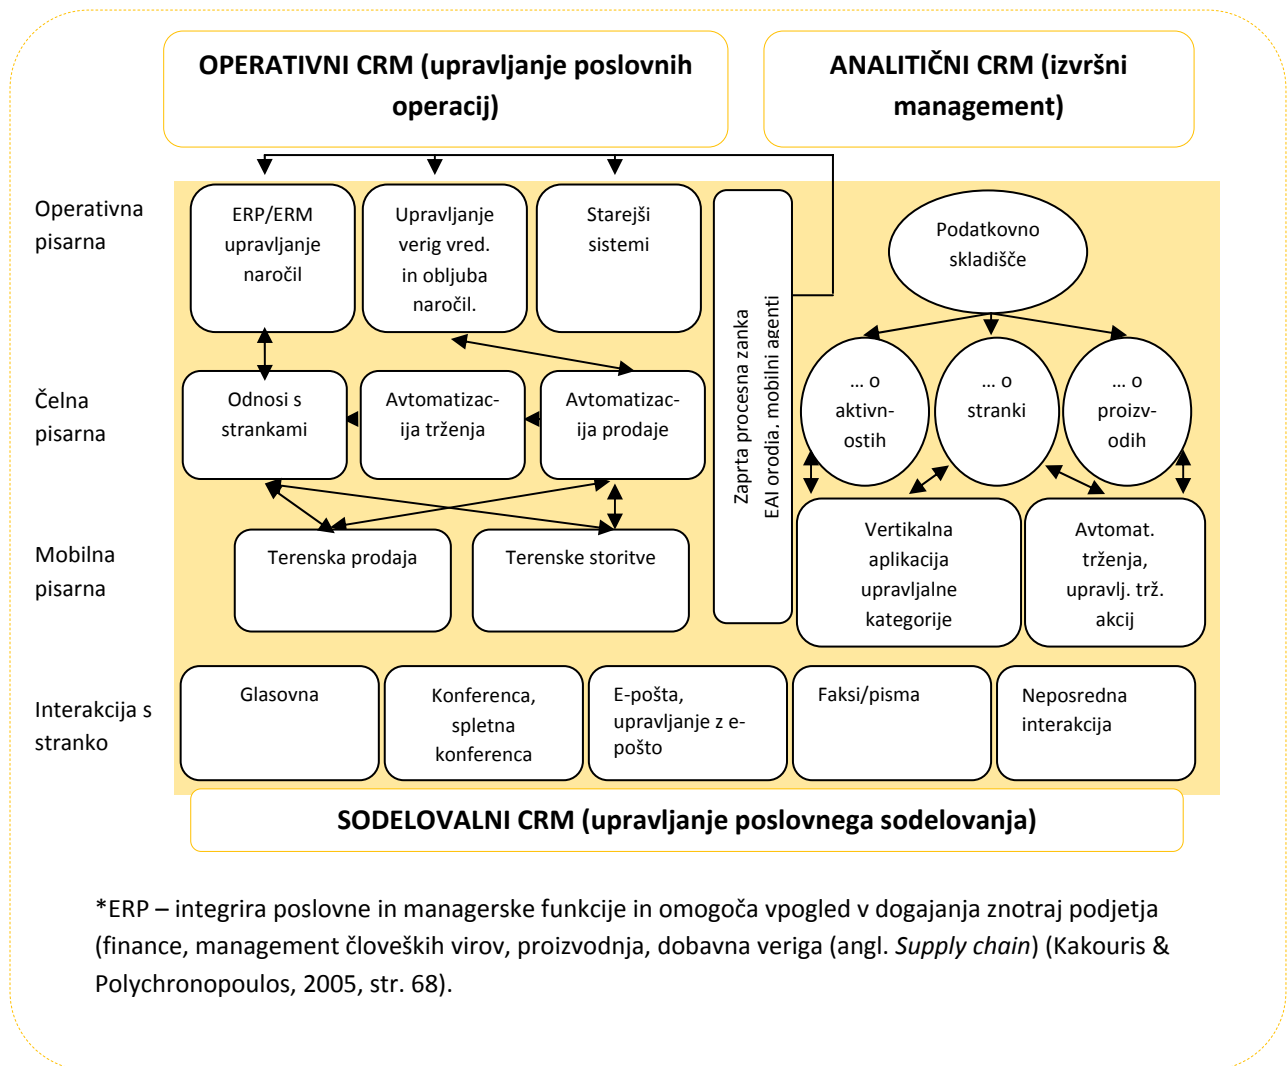 OPERATIVNI CRM (upravljanje poslovnih
operacij)
ANALITIČNI CRM (izvršni
management)
Operativna
pisarna
ERP/ERM
upravljanje
naročil
Upravljanje
verig vred.
in obljuba
naročil.
Starejši
sistemi
Zaprta procesna zanka
EAI orodia. mobilni agenti
Podatkovno
skladišče
Čelna
pisarna
Odnosi s
strankami
Avtomatizac-
ija trženja
Avtomatizac-
ija prodaje
... o
aktivn-
ostih
... o
stranki
... o
proizv-
odih
Mobilna
pisarna
Terenska prodaja
Terenske storitve
Vertikalna
aplikacija
upravljalne
kategorije
Avtomat.
trženja,
upravlj. trž.
akcij
Interakcija s
stranko
Glasovna
Konferenca,
spletna
konferenca
E-pošta,
upravljanje z e-
pošto
Faksi/pisma
Neposredna
interakcija
SODELOVALNI CRM (upravljanje poslovnega sodelovanja)
*ERP – integrira poslovne in managerske funkcije in omogoča vpogled v dogajanja znotraj podjetja
(finance, management človeških virov, proizvodnja, dobavna veriga (angl. Supply chain) (Kakouris &
Polychronopoulos, 2005, str. 68).